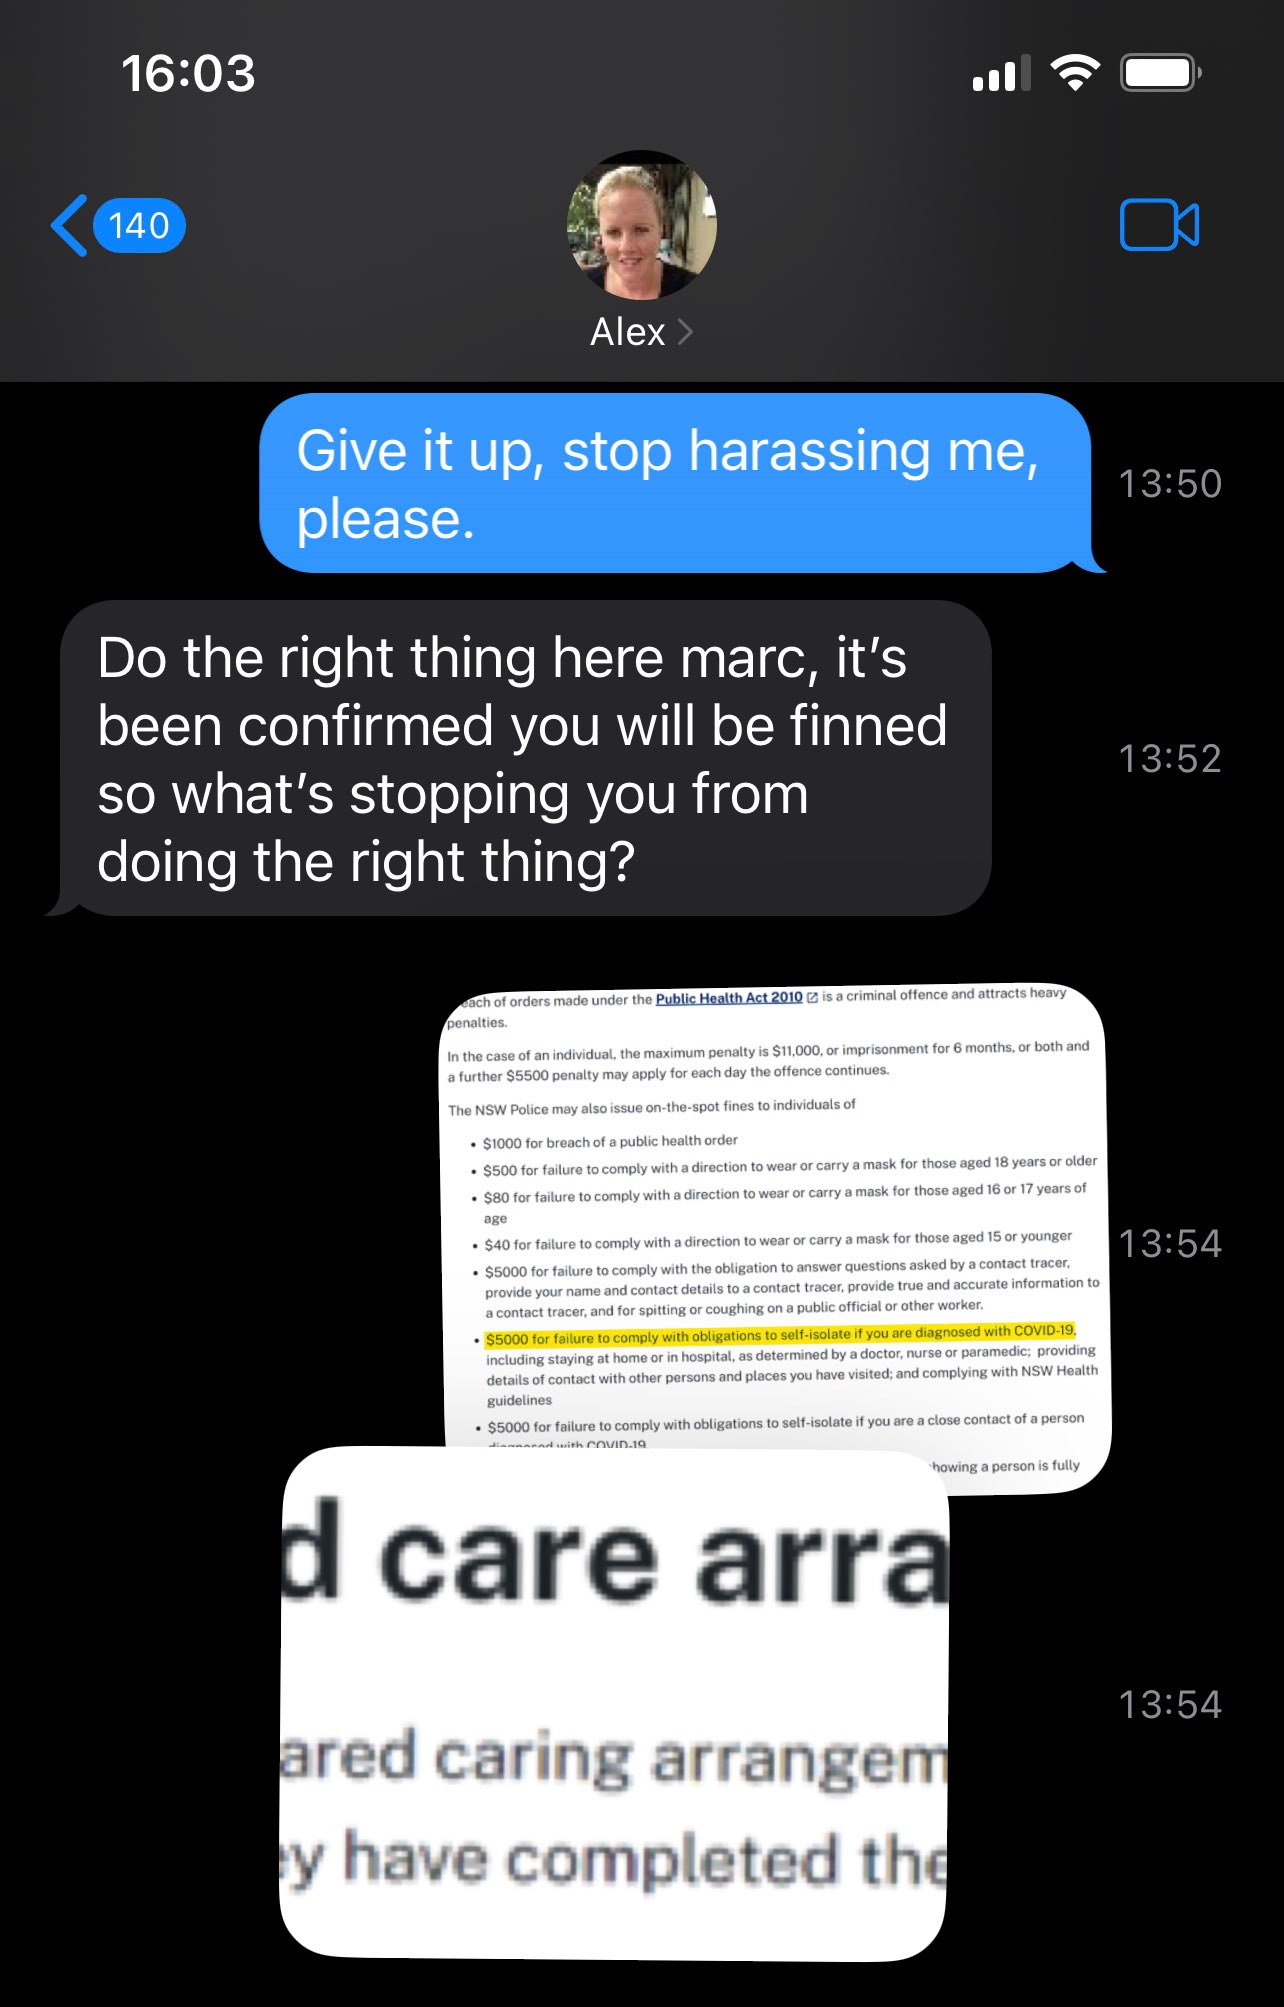 16:03
140
Alex
Give it up, stop harassing me,
please.
13:50
Do the right thing here marc, it's
been confirmed you will be finned
so what's stopping you from
doing the right thing?
13:52
each of orders made under the Public Health Act 2010 is a criminal offence and attracts heavy
penalties.
In the case of an individual, the maximum penalty is $11,000, or imprisonment for 6 months, or both and
a further $5500 penalty may apply for each day the offence continues.
The NSW Police may also issue on-the-spot fines to individuals of
• $1000 for breach of a public health order
• $500 for failure to comply with a direction to wear or carry a mask for those aged 18 years or older
• $80 for failure to comply with a direction to wear or carry a mask for those aged 16 or 17 years of
age
• $40 for failure to comply with a direction to wear or carry a mask for those aged 15 or younger
• $5000 for failure to comply with the obligation to answer questions asked by a contact tracer,
provide your name and contact details to a contact tracer, provide true and accurate information to
a contact tracer, and for spitting or coughing on a public official or other worker.
• $5000 for failure to comply with obligations to self-isolate if you are diagnosed with COVID-19,
including staying at home or in hospital, as determined by a doctor, nurse or paramedic; providing
details of contact with other persons and places you have visited; and complying with NSW Health
guidelines
• $5000 for failure to comply with obligations to self-isolate if you are a close contact of a person
diagnosed with COVID-19
howing a person is fully
13:54
d care arra
ared caring arrangem
ey have completed the
13:54